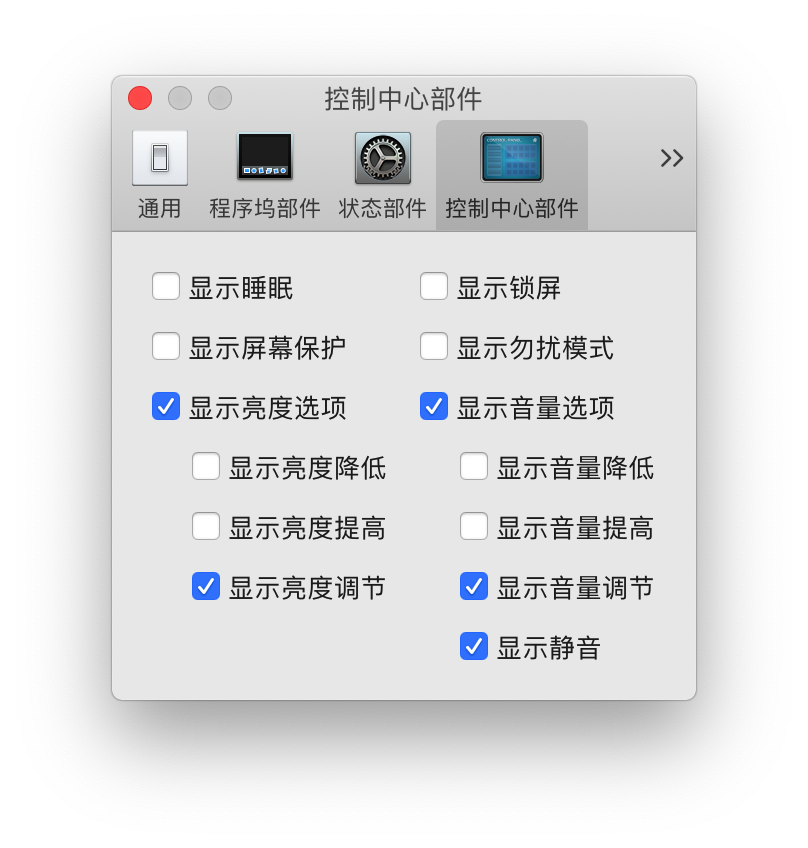 控制中心部件
通用
程序坞部件
状态部件
控制中心部件
显示睡眠
显示锁屏
显示屏幕保护
显示勿扰模式
显示亮度选项
显示音量选项
显示亮度降低
显示音量降低
显示亮度提高
显示音量提高
显示亮度调节
显示音量调节
显示静音